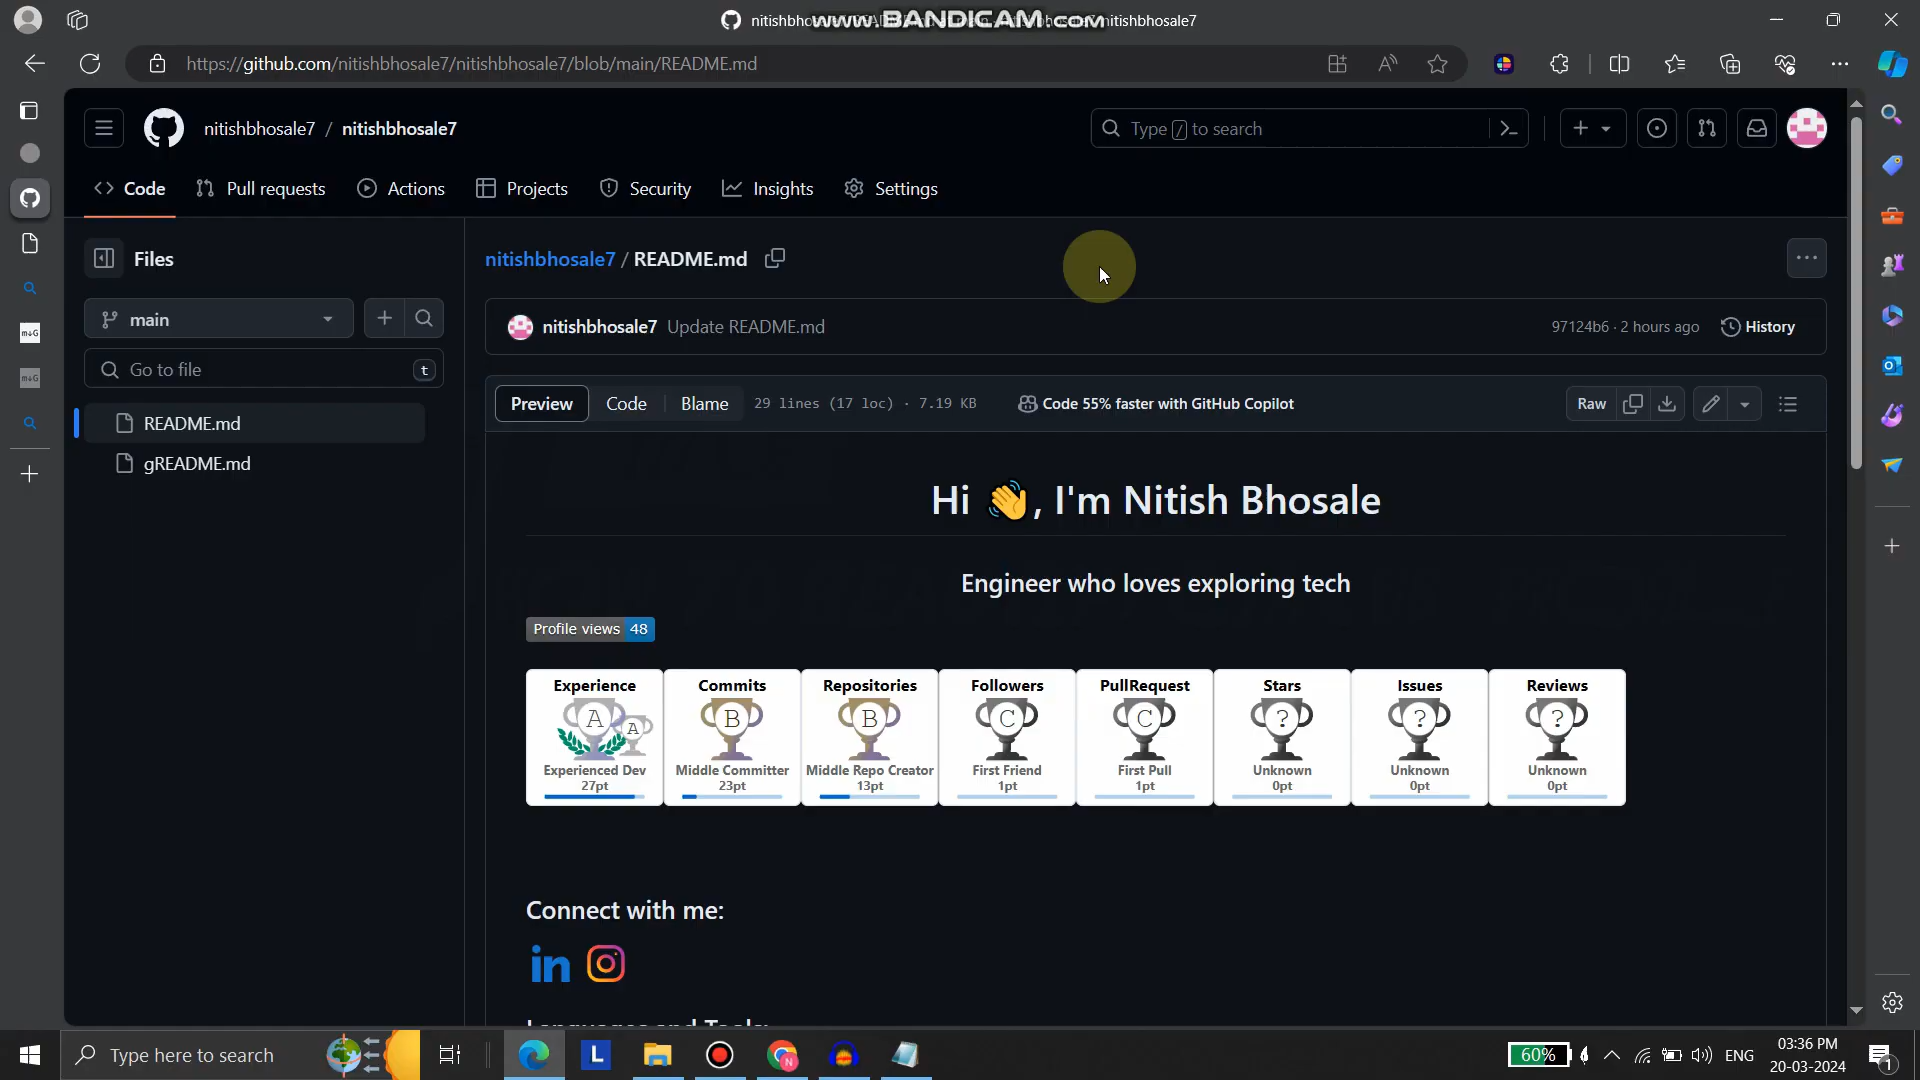 nitishbho
www.BANDICAM.com
nitishbhosale7
https://github.com/nitishbhosale7/nitishbhosale7/blob/main/README.md
nitishbhosale7 / nitishbhosale7
Type / to search
Code
Pull requests
Actions
Projects
Security
Insights
Settings
Files
nitishbhosale7 / README.md
main
nitishbhosale7 Update README.md
97124b6 · 2 hours ago
History
Go to file
t
Preview
Code
Blame
29 lines (17 loc) · 7.19 KB
Code 55% faster with GitHub Copilot
Raw
README.md
gREADME.md
Hi 👋, I'm Nitish Bhosale
Engineer who loves exploring tech
Profile views 48
Experience
A
A
Experienced Dev
27pt
Commits
B
Middle Committer
23pt
Repositories
B
Middle Repo Creator
13pt
Followers
C
First Friend
1pt
PullRequest
C
First Pull
1pt
Stars
?
Unknown
0pt
Issues
?
Unknown
0pt
Reviews
?
Unknown
0pt
Connect with me:
in
Type here to search
L
N
60%
ENG
03:36 PM
20-03-2024
1